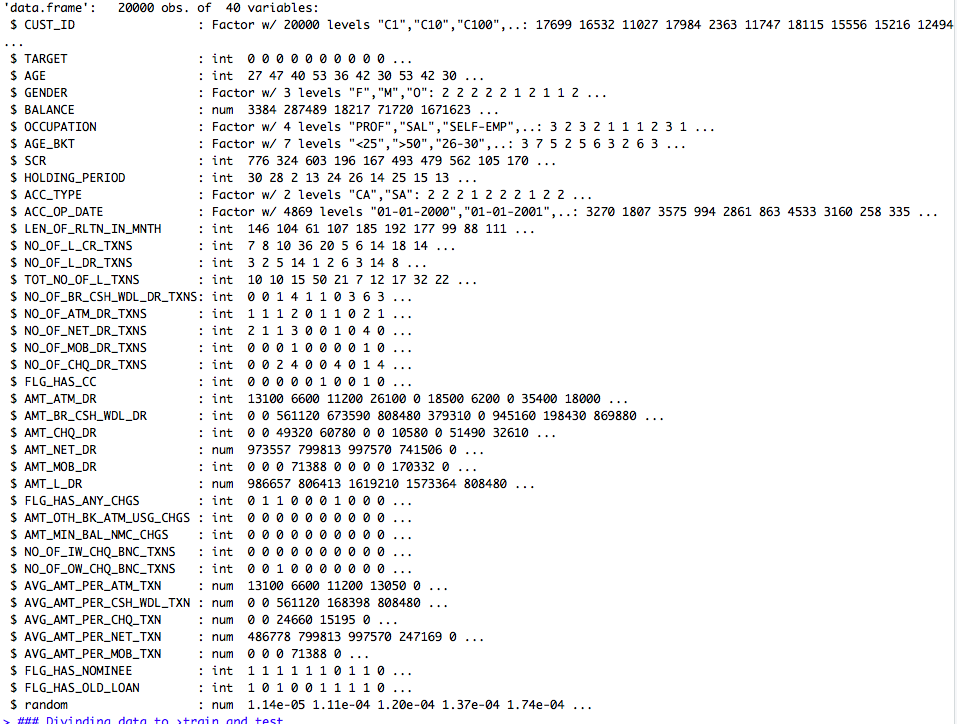 'data.frame': 20000 obs. of 40 variables:
$ CUST_ID : Factor w/ 20000 levels "C1","C10","C100",..: 17699 16532 11027 17984 2363 11747 18115 15556 15216 12494
...
$ TARGET : int 0 0 0 0 0 0 0 0 0 0 ...
$ AGE : int 27 47 40 53 36 42 30 53 42 30 ...
$ GENDER : Factor w/ 3 levels "F","M","O": 2 2 2 2 2 1 2 1 1 2 ...
$ BALANCE : num 3384 287489 18217 71720 1671623 ...
$ OCCUPATION : Factor w/ 4 levels "PROF","SAL","SELF-EMP",..: 3 2 3 2 1 1 1 2 3 1 ...
$ AGE_BKT : Factor w/ 7 levels "<25",">50","26-30",..: 3 7 5 2 5 6 3 2 6 3 ...
$ SCR : int 776 324 603 196 167 493 479 562 105 170 ...
$ HOLDING_PERIOD : int 30 28 2 13 24 26 14 25 15 13 ...
$ ACC_TYPE : Factor w/ 2 levels "CA","SA": 2 2 2 1 2 2 2 1 2 2 ...
$ ACC_OP_DATE : Factor w/ 4869 levels "01-01-2000","01-01-2001",..: 3270 1807 3575 994 2861 863 4533 3160 258 335 ...
$ LEN_OF_RLTN_IN_MNTH : int 146 104 61 107 185 192 177 99 88 111 ...
$ NO_OF_L_CR_TXNS : int 7 8 10 36 20 5 6 14 18 14 ...
$ NO_OF_L_DR_TXNS : int 3 2 5 14 1 2 6 3 14 8 ...
$ TOT_NO_OF_L_TXNS : int 10 10 15 50 21 7 12 17 32 22 ...
$ NO_OF_BR_CSH_WDL_DR_TXNS: int 0 0 1 4 1 1 0 3 6 3 ...
$ NO_OF_ATM_DR_TXNS : int 1 1 1 2 0 1 1 0 2 1 ...
$ NO_OF_NET_DR_TXNS : int 2 1 1 3 0 0 1 0 4 0 ...
$ NO_OF_MOB_DR_TXNS : int 0 0 0 1 0 0 0 0 1 0 ...
$ NO_OF_CHQ_DR_TXNS : int 0 0 2 4 0 0 4 0 1 4 ...
$ FLG_HAS_CC : int 0 0 0 0 0 1 0 0 1 0 ...
$ AMT_ATM_DR : int 13100 6600 11200 26100 0 18500 6200 0 35400 18000 ...
$ AMT_BR_CSH_WDL_DR : int 0 0 561120 673590 808480 379310 0 945160 198430 869880 ...
$ AMT_CHQ_DR : int 0 0 49320 60780 0 0 10580 0 51490 32610 ...
$ AMT_NET_DR : num 973557 799813 997570 741506 0 ...
$ AMT_MOB_DR : int 0 0 0 71388 0 0 0 0 170332 0 ...
$ AMT_L_DR : num 986657 806413 1619210 1573364 808480 ...
$ FLG_HAS_ANY_CHGS : int 0 1 1 0 0 0 1 0 0 0 ...
$ AMT_OTH_BK_ATM_USG_CHGS : int 0 0 0 0 0 0 0 0 0 0 ...
$ AMT_MIN_BAL_NMC_CHGS : int 0 0 0 0 0 0 0 0 0 0 ...
$ NO_OF_IW_CHQ_BNC_TXNS : int 0 0 0 0 0 0 0 0 0 0 ...
$ NO_OF_OW_CHQ_BNC_TXNS : int 0 0 1 0 0 0 0 0 0 0 ...
$ AVG_AMT_PER_ATM_TXN : num 13100 6600 11200 13050 0 ...
$ AVG_AMT_PER_CSH_WDL_TXN : num 0 0 561120 168398 808480 ...
$ AVG_AMT_PER_CHQ_TXN : num 0 0 24660 15195 0 ...
$ AVG_AMT_PER_NET_TXN : num 486778 799813 997570 247169 0 ...
$ AVG_AMT_PER_MOB_TXN : num 0 0 0 71388 0 ...
$ FLG_HAS_NOMINEE : int 1 1 1 1 1 1 0 1 1 0 ...
$ FLG_HAS_OLD_LOAN : int 1 0 1 0 0 1 1 1 1 0 ...
$ random : num 1.14e-05 1.11e-04 1.20e-04 1.37e-04 1.74e-04 ...
> ### Divinding data to >train and test